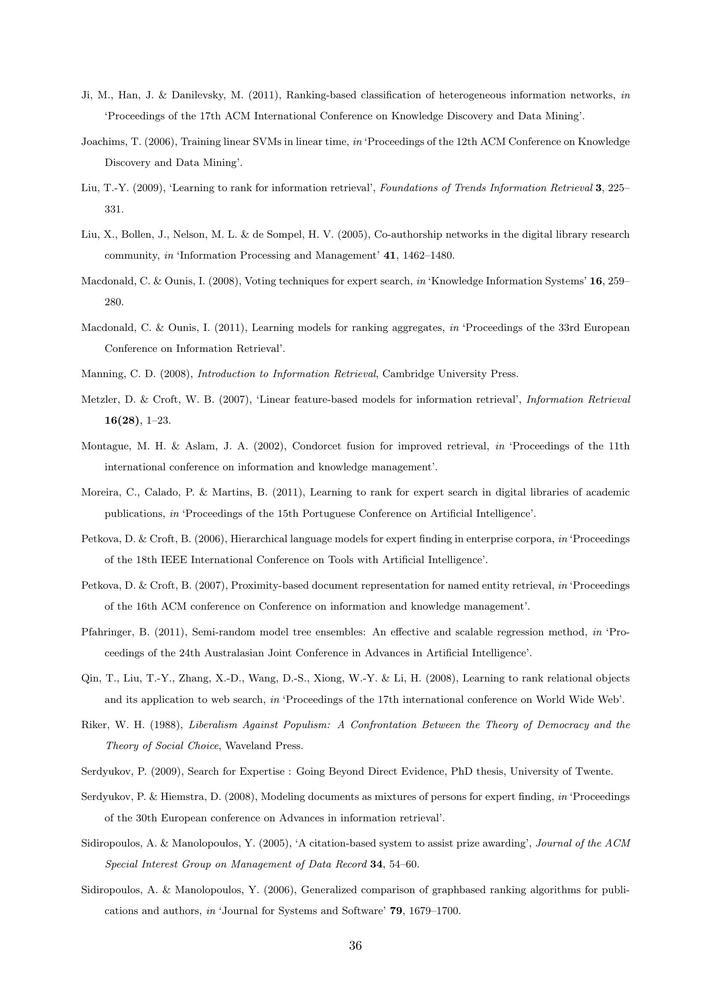 Ji, M., Han, J. & Danilevsky, M. (2011), Ranking-based classification of heterogeneous information networks, in
‘Proceedings of the 17th ACM International Conference on Knowledge Discovery and Data Mining’.
Joachims, T. (2006), Training linear SVMs in linear time, in ‘Proceedings of the 12th ACM Conference on Knowledge
Discovery and Data Mining’.
Liu, T.-Y. (2009), ‘Learning to rank for information retrieval’, Foundations of Trends Information Retrieval 3, 225–
331.
Liu, X., Bollen, J., Nelson, M. L. & de Sompel, H. V. (2005), Co-authorship networks in the digital library research
community, in ‘Information Processing and Management’ 41, 1462–1480.
Macdonald, C. & Ounis, I. (2008), Voting techniques for expert search, in ‘Knowledge Information Systems’ 16, 259–
280.
Macdonald, C. & Ounis, I. (2011), Learning models for ranking aggregates, in ‘Proceedings of the 33rd European
Conference on Information Retrieval’.
Manning, C. D. (2008), Introduction to Information Retrieval, Cambridge University Press.
Metzler, D. & Croft, W. B. (2007), ‘Linear feature-based models for information retrieval’, Information Retrieval
16(28), 1–23.
Montague, M. H. & Aslam, J. A. (2002), Condorcet fusion for improved retrieval, in ‘Proceedings of the 11th
international conference on information and knowledge management’.
Moreira, C., Calado, P. & Martins, B. (2011), Learning to rank for expert search in digital libraries of academic
publications, in ‘Proceedings of the 15th Portuguese Conference on Artificial Intelligence’.
Petkova, D. & Croft, B. (2006), Hierarchical language models for expert finding in enterprise corpora, in ‘Proceedings
of the 18th IEEE International Conference on Tools with Artificial Intelligence’.
Petkova, D. & Croft, B. (2007), Proximity-based document representation for named entity retrieval, in ‘Proceedings
of the 16th ACM conference on Conference on information and knowledge management’.
Pfahringer, B. (2011), Semi-random model tree ensembles: An effective and scalable regression method, in ‘Pro-
ceedings of the 24th Australasian Joint Conference in Advances in Artificial Intelligence’.
Qin, T., Liu, T.-Y., Zhang, X.-D., Wang, D.-S., Xiong, W.-Y. & Li, H. (2008), Learning to rank relational objects
and its application to web search, in ‘Proceedings of the 17th international conference on World Wide Web’.
Riker, W. H. (1988), Liberalism Against Populism: A Confrontation Between the Theory of Democracy and the
Theory of Social Choice, Waveland Press.
Serdyukov, P. (2009), Search for Expertise : Going Beyond Direct Evidence, PhD thesis, University of Twente.
Serdyukov, P. & Hiemstra, D. (2008), Modeling documents as mixtures of persons for expert finding, in ‘Proceedings
of the 30th European conference on Advances in information retrieval’.
Sidiropoulos, A. & Manolopoulos, Y. (2005), ‘A citation-based system to assist prize awarding’, Journal of the ACM
Special Interest Group on Management of Data Record 34, 54–60.
Sidiropoulos, A. & Manolopoulos, Y. (2006), Generalized comparison of graphbased ranking algorithms for publi-
cations and authors, in ‘Journal for Systems and Software’ 79, 1679–1700.
36